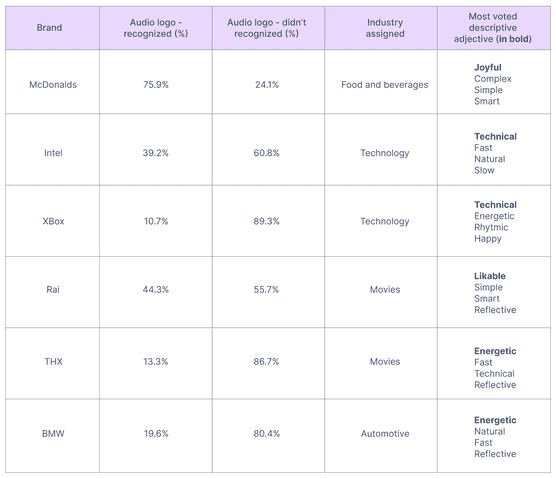 Brand
Audio logo -
recognized (%)
Audio logo - didn't
recognized (%)
Industry
assigned
Most voted
descriptive
adjective (in bold)
McDonalds
75.9%
24.1%
Food and beverages
Joyful
Complex
Simple
Smart
Intel
39.2%
60.8%
Technology
Technical
Fast
Natural
Slow
XBox
10.7%
89.3%
Technology
Technical
Energetic
Rhytmic
Happy
Rai
44.3%
55.7%
Movies
Likable
Simple
Smart
Reflective
THX
13.3%
86.7%
Movies
Energetic
Fast
Technical
Reflective
BMW
19.6%
80.4%
Automotive
Energetic
Natural
Fast
Reflective